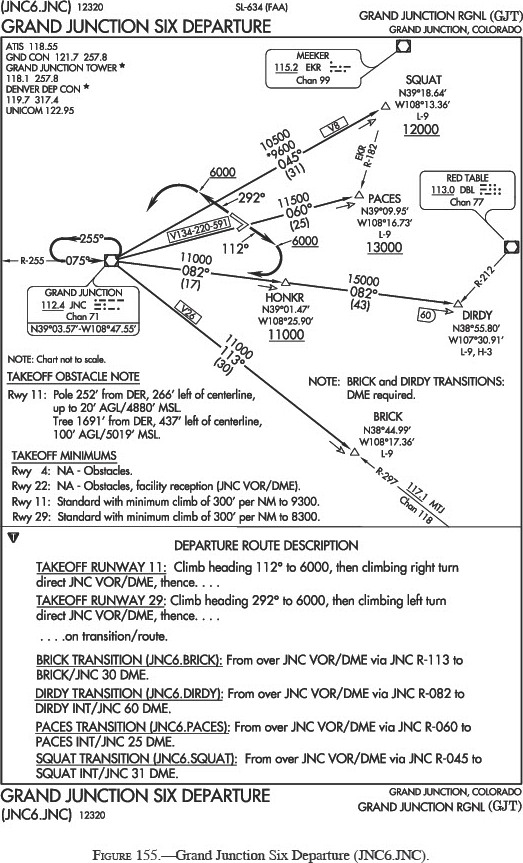 (JNC6.JNC) 12320
SL-634 (FAA)
GRAND JUNCTION RGNL (GJT)
GRAND JUNCTION SIX DEPARTURE
GRAND JUNCTION, COLORADO
ATIS 118.55
GND CON 121.7 257.8
GRAND JUNCTION TOWER ★
118.1 257.8
DENVER DEP CON ★
119.7 317.4
UNICOM 122.95
MEEKER
115.2 EKR
Chan 99
SQUAT
N39°18.64'
W108°13.36'
L-9
12000
V8
10500
*9600
045°
(31)
EKR
R-182
6000
292°
11500
060°
(25)
PACES
N39°09.95'
W108°16.73'
L-9
13000
RED TABLE
113.0 DBL
Chan 77
V134-220-591
112°
6000
255°
R-255
075°
11000
082°
(17)
R-212
GRAND JUNCTION
112.4 JNC
Chan 71
N39°03.57'-W108°47.55'
15000
082°
(43)
HONKR
N39°01.47'
W108°25.90'
11000
60
DIRDY
N38°55.80'
W107°30.91'
L-9, H-3
V26
11000
113°
(30)
NOTE: Chart not to scale.
TAKEOFF OBSTACLE NOTE
Rwy 11: Pole 252' from DER, 266' left of centerline,
up to 20' AGL/4880' MSL.
Tree 1691' from DER, 437' left of centerline,
100' AGL/5019' MSL.
NOTE: BRICK and DIRDY TRANSITIONS:
DME required.
BRICK
N38°44.99'
W108°17.36'
L-9
R-297
117.1 MTJ
Chan 118
TAKEOFF MINIMUMS
Rwy 4: NA - Obstacles.
Rwy 22: NA - Obstacles, facility reception (JNC VOR/DME).
Rwy 11: Standard with minimum climb of 300' per NM to 9300.
Rwy 29: Standard with minimum climb of 300' per NM to 8300.
T
DEPARTURE ROUTE DESCRIPTION
TAKEOFF RUNWAY 11: Climb heading 112° to 6000, then climbing right turn
direct JNC VOR/DME, thence. . . .
TAKEOFF RUNWAY 29: Climb heading 292° to 6000, then climbing left turn
direct JNC VOR/DME, thence. . . .
. . . .on transition/route.
BRICK TRANSITION (JNC6.BRICK): From over JNC VOR/DME via JNC R-113 to
BRICK/JNC 30 DME.
DIRDY TRANSITION (JNC6.DIRDY): From over JNC VOR/DME via JNC R-082 to
DIRDY INT/JNC 60 DME.
PACES TRANSITION (JNC6.PACES): From over JNC VOR/DME via JNC R-060 to
PACES INT/JNC 25 DME.
SQUAT TRANSITION (JNC6.SQUAT): From over JNC VOR/DME via JNC R-045 to
SQUAT INT/JNC 31 DME.
GRAND JUNCTION SIX DEPARTURE
GRAND JUNCTION, COLORADO
(JNC6.JNC) 12320
GRAND JUNCTION RGNL (GJT)
FIGURE 155.—Grand Junction Six Departure (JNC6.JNC).